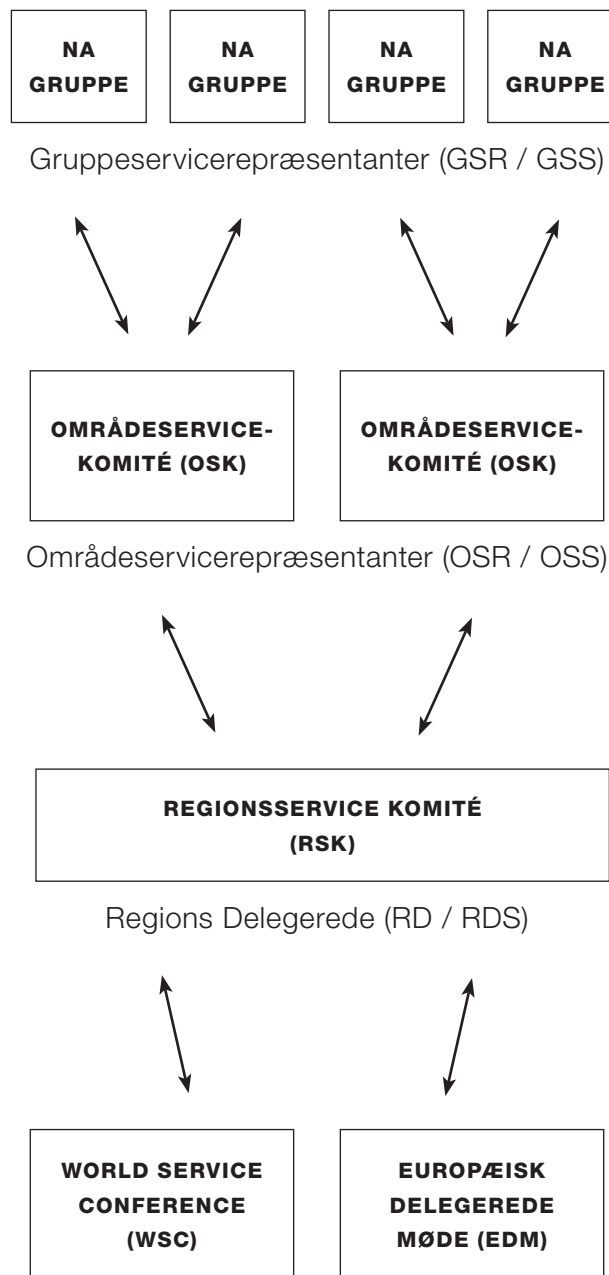 NA
GRUPPE
NA
GRUPPE
NA
GRUPPE
NA
GRUPPE
Gruppeservicerepræsentanter (GSR / GSS)
OMRÅDESERVICE-
KOMITÉ (OSK)
OMRÅDESERVICE-
KOMITÉ (OSK)
Områdeservicerepræsentanter (OSR / OSS)
REGIONSSERVICE KOMITÉ
(RSK)
Regions Delegerede (RD / RDS)
WORLD SERVICE
CONFERENCE
(WSC)
EUROPÆISK
DELEGEREDE
MØDE (EDM)